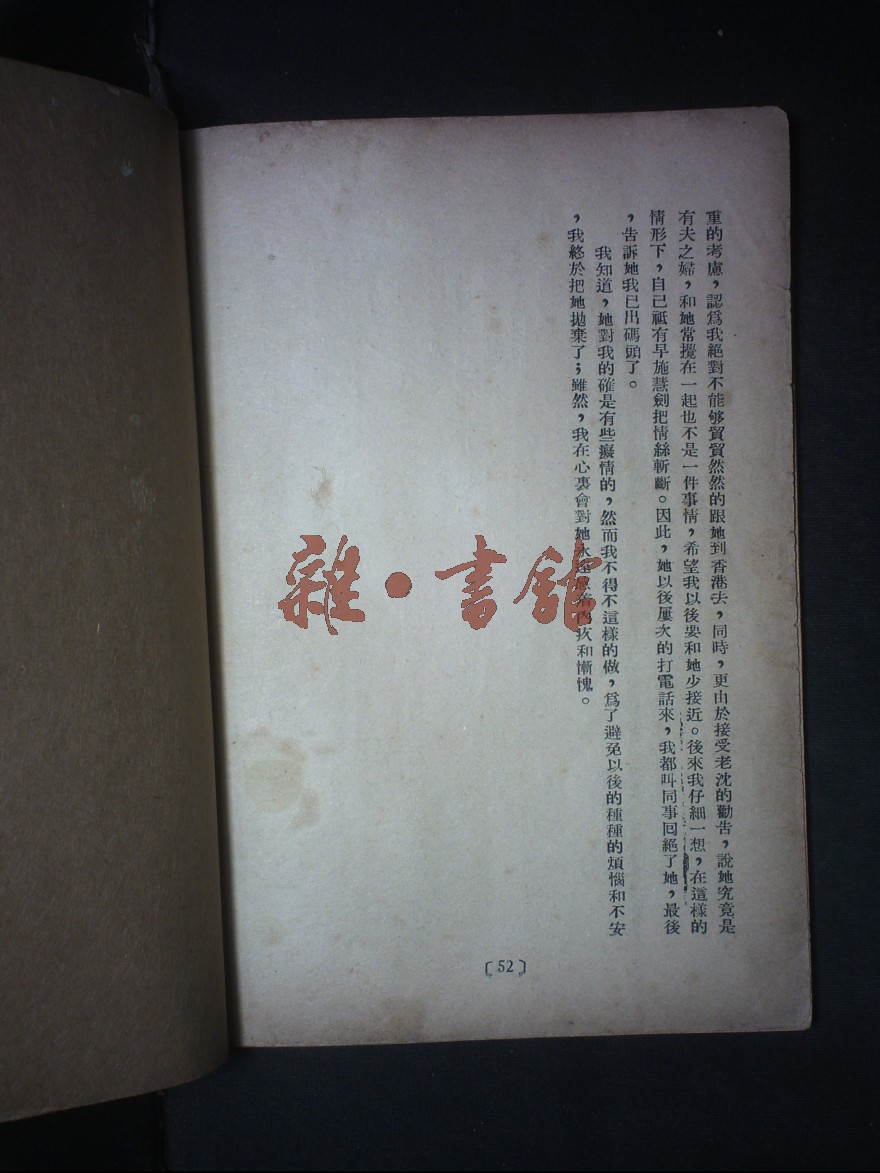 重的考慮，認爲我絕對不能够貿貿然然的跟她到香港去，同時，更由於接受老沈的勸告，說她究竟是
有夫之婦，和她常攪在一起也不是一件事情，希望我以後要和她少接近。後來我仔細一想，在這樣的
情形下，自己祗有早施慧劍把情絲斬斷。因此，她以後屢次的打電話來，我都叫同事回絕了她，最後
，告訴她我已出碼頭了。
我知道，她對我的確是有些癡情的，然而我不得不這樣的做，爲了避免以後的種種的煩惱和不安
，我終於把她拋棄了；雖然，我在心裏會對她永遠感着內疚和慚愧。
〔52〕
雜·書館